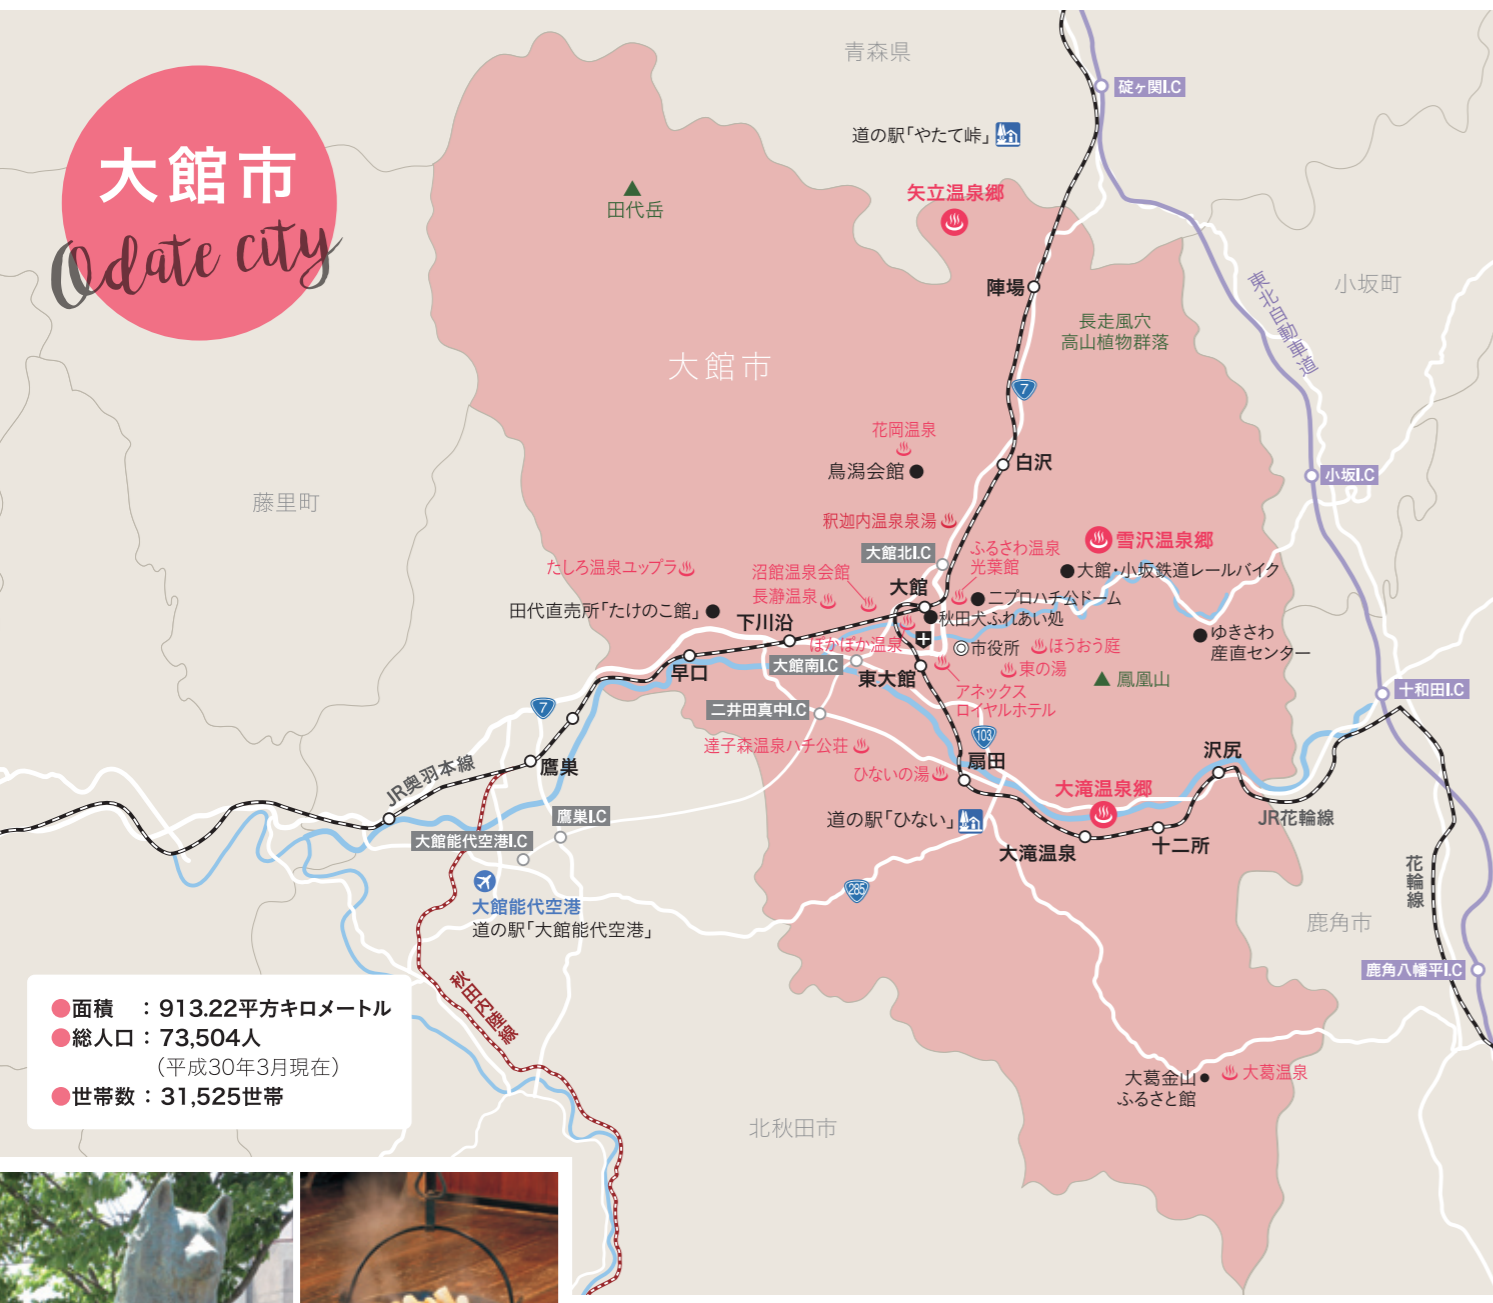 大館市
Odate city
青森県
碇ヶ関I.C
道の駅「やたて峠」
矢立温泉郷
田代岳
陣場
小坂町
東北自動車道
長走風穴
高山植物群落
大館市
7
花岡温泉
鳥潟会館
白沢
小坂I.C
藤里町
釈迦内温泉泉湯
大館北I.C
ふるさわ温泉
光葉館
雪沢温泉郷
大館・小坂鉄道レールバイク
たしろ温泉ユップラ
沼館温泉会館
長瀞温泉
大館
ニプロハチ公ドーム
田代直売所「たけのこ館」
下川沿
秋田犬ふれあい処
ぽかぽか温泉
市役所
ほうおう庭
ゆきさわ
産直センター
早口
大館南I.C
東大館
東の湯
鳳凰山
アネックス
ロイヤルホテル
十和田I.C
7
二井田真中I.C
103
達子森温泉ハチ公荘
扇田
沢尻
鷹巣
JR奥羽本線
ひないの湯
大滝温泉郷
鷹巣I.C
道の駅「ひない」
JR花輪線
大館能代空港I.C
大滝温泉
十二所
花輪線
285
大館能代空港
道の駅「大館能代空港」
鹿角市
鹿角八幡平I.C
秋田内陸線
●面積 : 913.22平方キロメートル
●総人口 : 73,504人
(平成30年3月現在)
●世帯数 : 31,525世帯
大葛金山
ふるさと館
大葛温泉
北秋田市